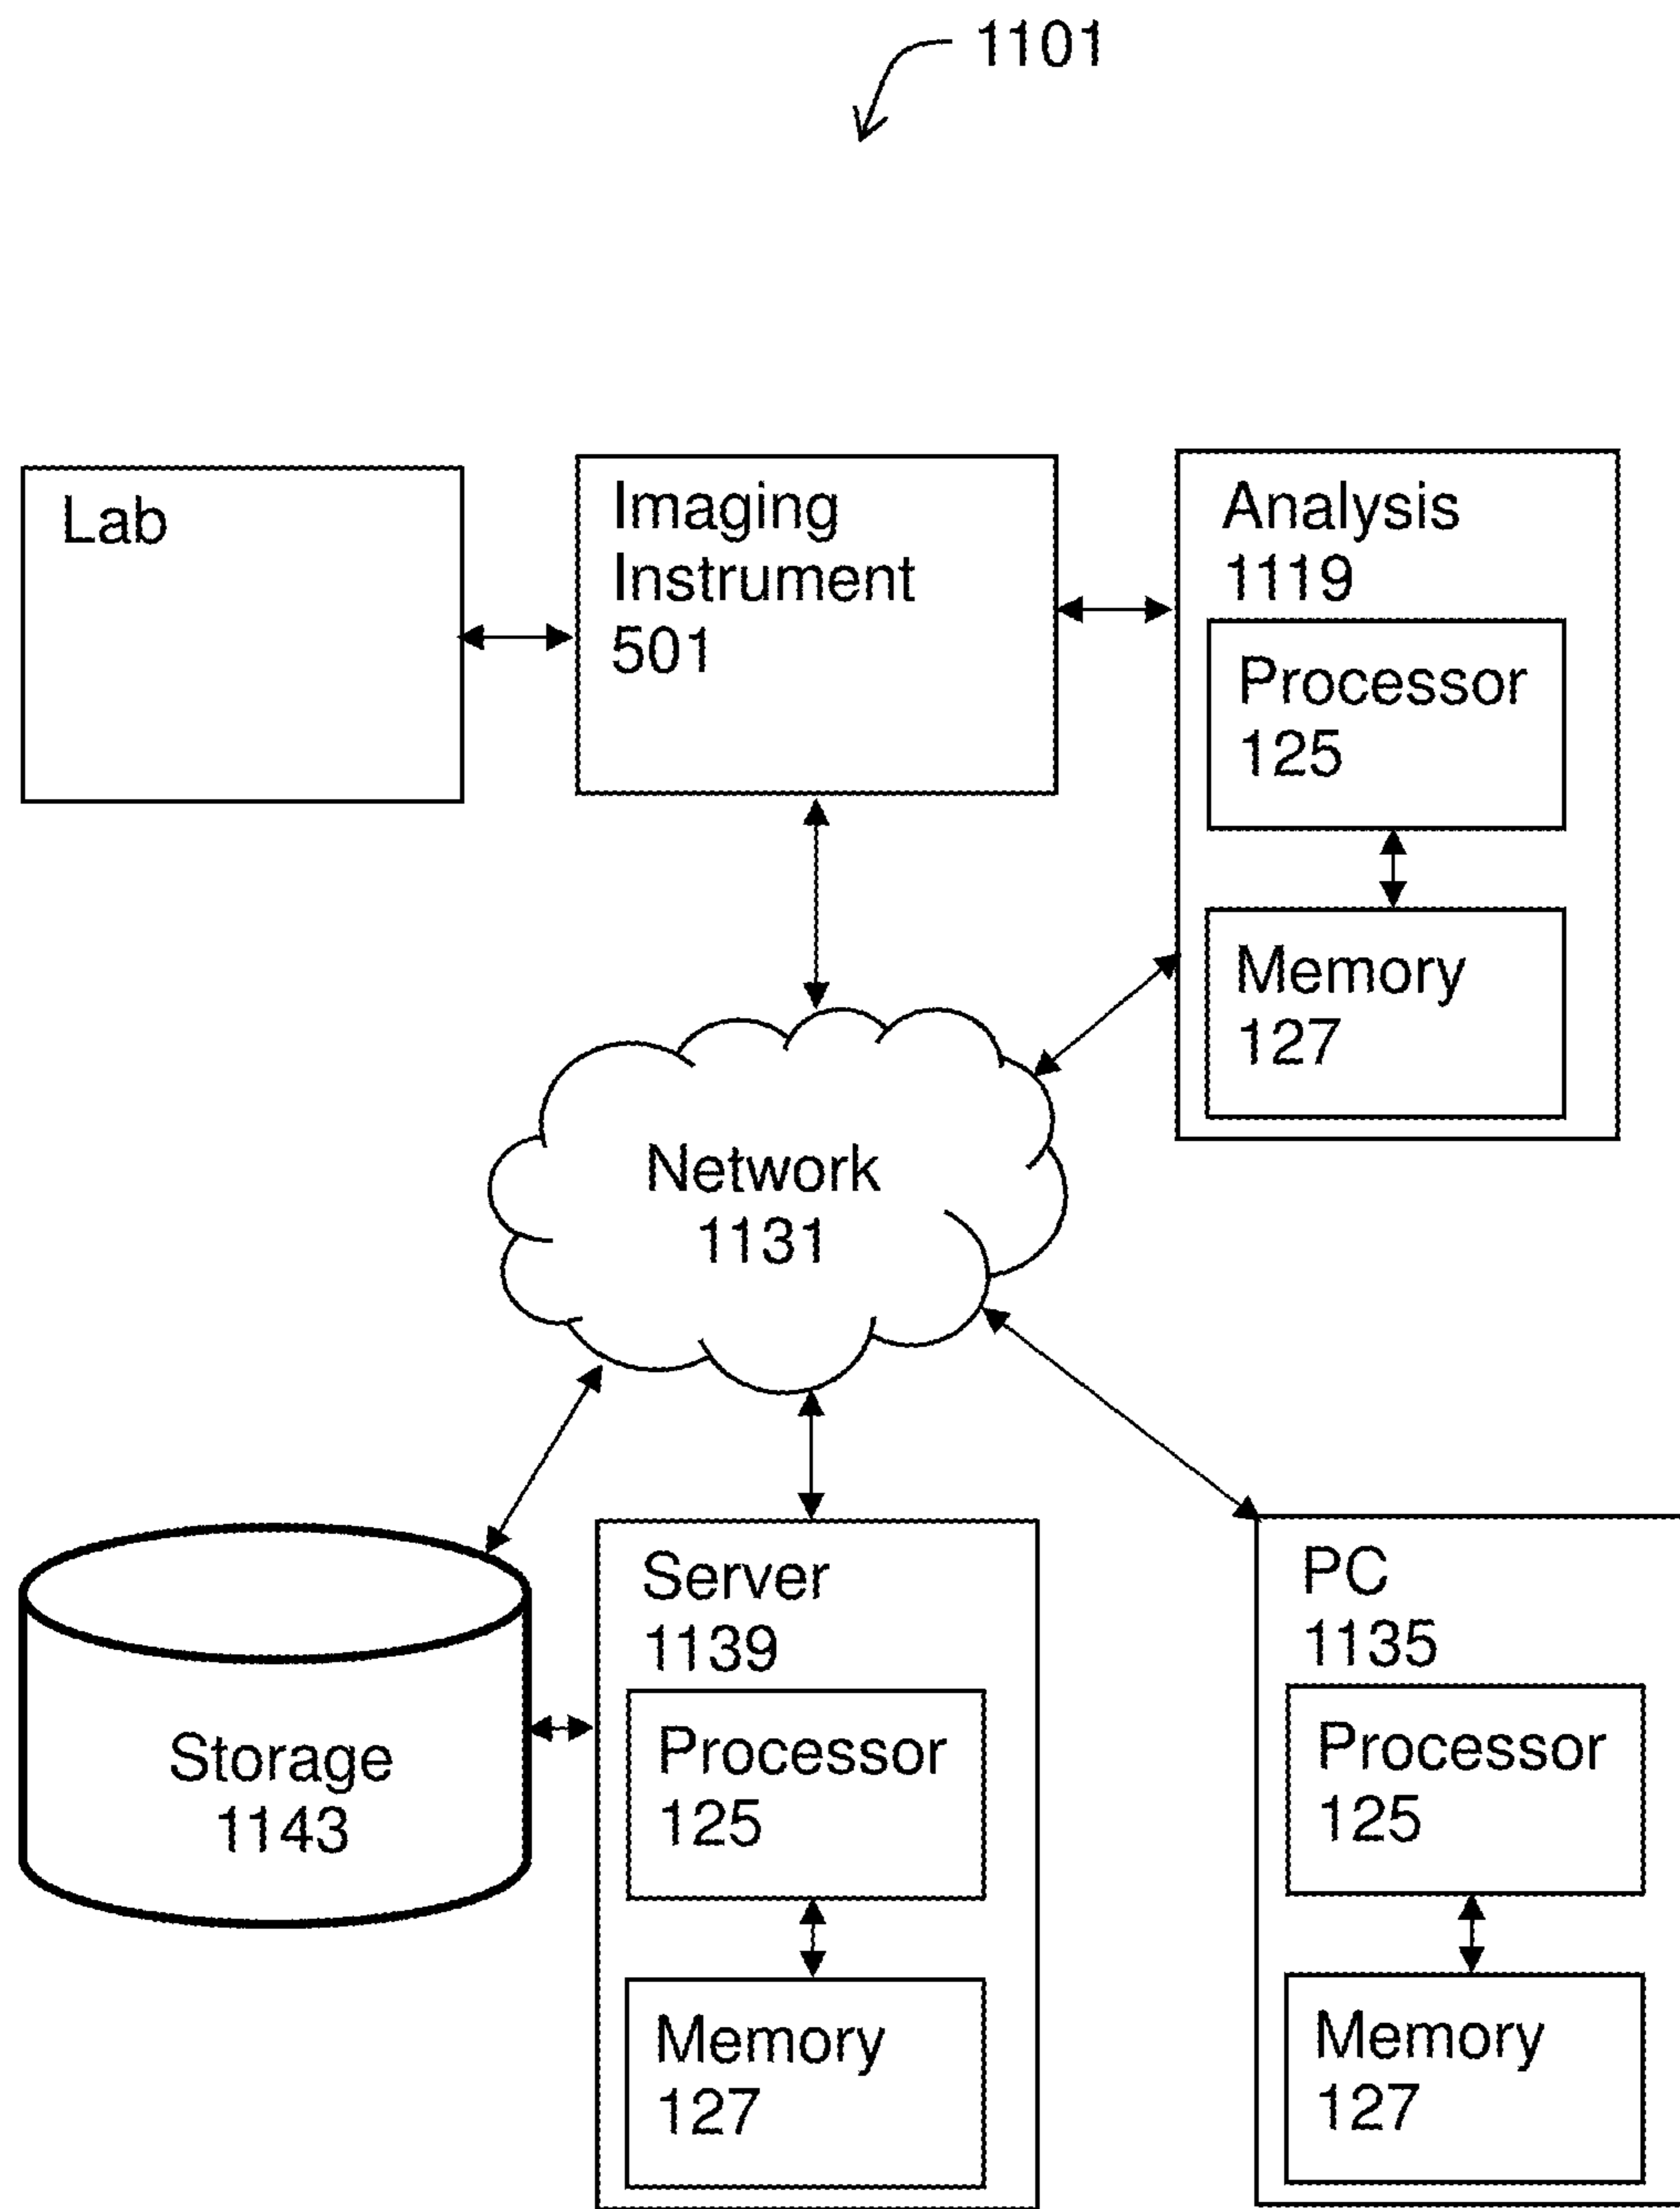 1101
Lab
Imaging
Instrument
501
Analysis
1119
Processor
125
Memory
127
Network
1131
Storage
1143
Server
1139
Processor
125
Memory
127
PC
1135
Processor
125
Memory
127